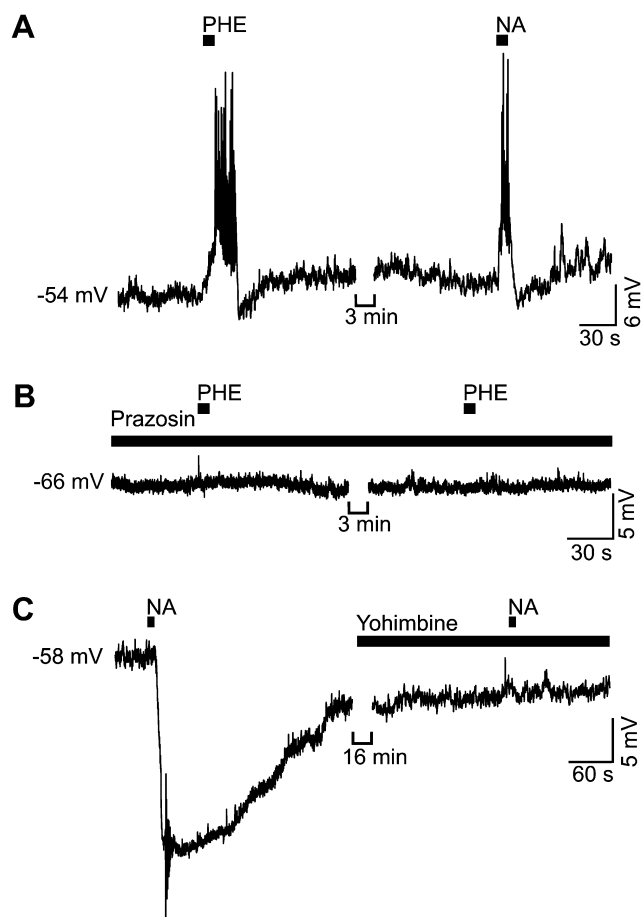 A
PHE NA
-54 mV
3 min
30 s
6 mV
B
PHE PHE
Prazosin
-66 mV
3 min
30 s
5 mV
C
NA NA
Yohimbine
-58 mV
16 min
60 s
5 mV